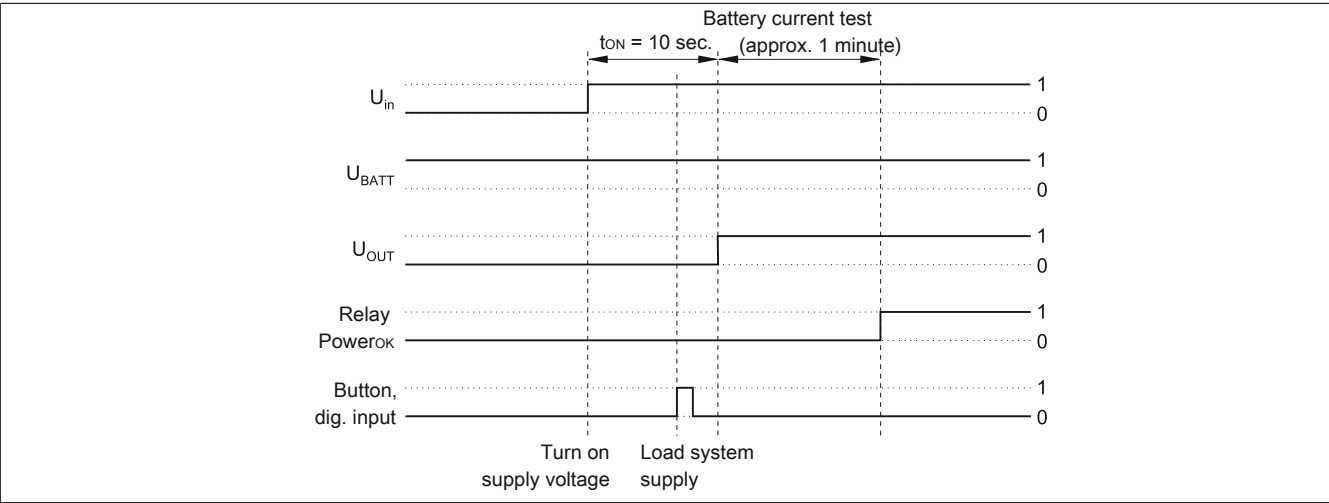 Battery current test
tON = 10 sec.
(approx. 1 minute)
Uin
1
0
UBATT
1
0
UOUT
1
0
Relay
PowerOK
1
0
Button,
dig. input
1
0
Turn on
supply voltage
Load system
supply